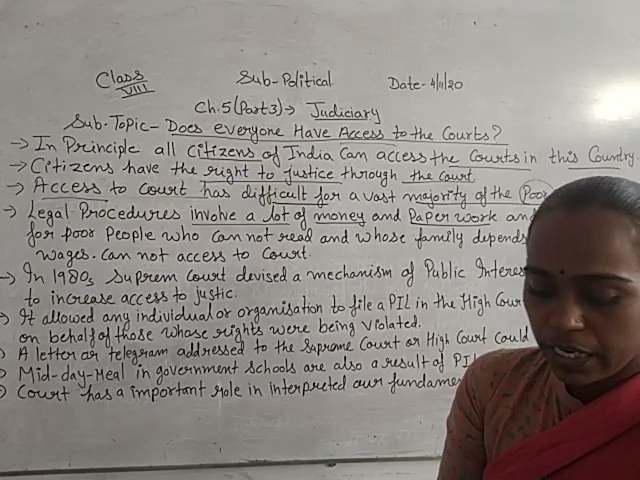 Class VIII Sub-Political Date-4/11/20
Ch.5(Part3)→ Judiciary
Sub-Topic- Does everyone Have Access to the Courts?
→ In Principle all Citizens of India Can access the Courts in this Country.
→ Citizens have the right to justice through the court.
→ Access to court has difficult for a vast majority of the Poor
→ Legal Procedures involve a lot of money and Paper work and
for poor People who Can not read and whose family depends
wages. Can not access to Court.
→ In 1980s Suprem Court devised a mechanism of Public Interes
to increase access to justic.
It allowed any individual or organisation to file a PIL in the High Court
on behalf of those whose rights were being violated.
A letter or telegram addressed to the Supreme Court or High Court Could
Mid-day-Meal in government Schools are also a result of PIL
Court has a important role in interpreted our fundame